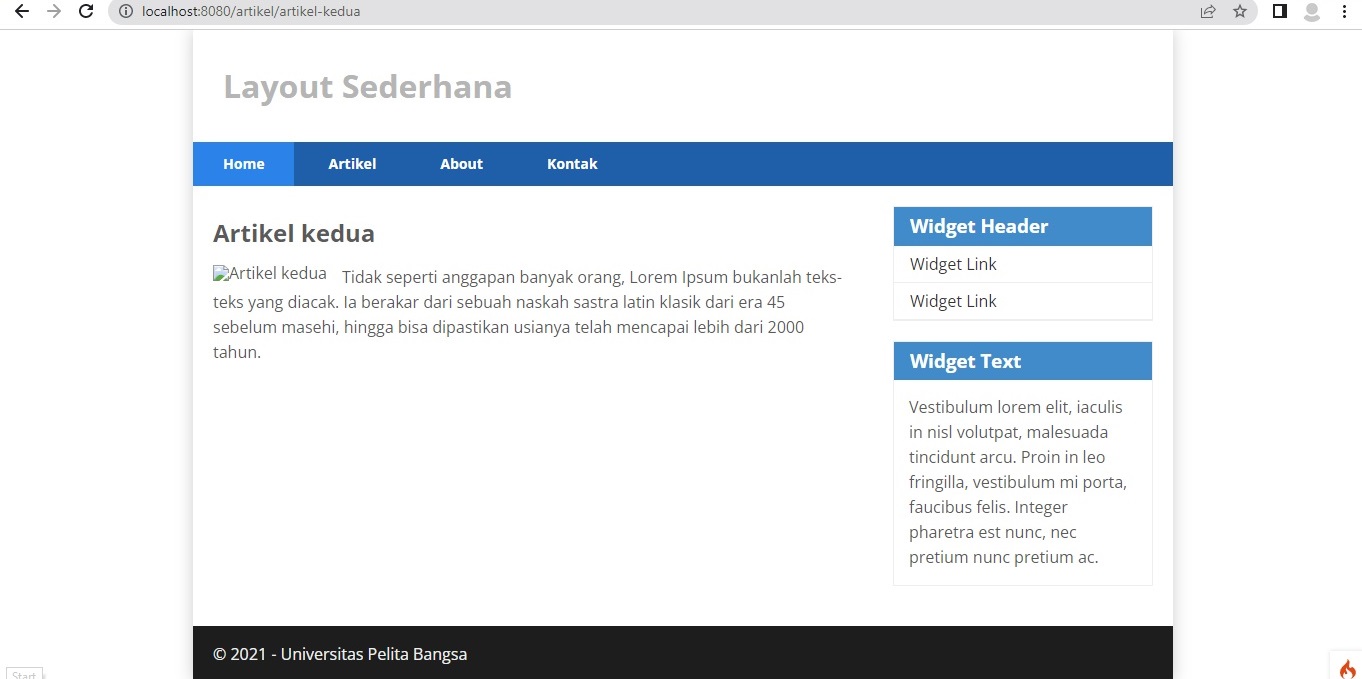 localhost:8080/artikel/artikel-kedua
Layout Sederhana
Home
Artikel
About
Kontak
Artikel kedua
Artikel kedua
Tidak seperti anggapan banyak orang, Lorem Ipsum bukanlah teks-
teks yang diacak. Ia berakar dari sebuah naskah sastra latin klasik dari era 45
sebelum masehi, hingga bisa dipastikan usianya telah mencapai lebih dari 2000
tahun.
Widget Header
Widget Link
Widget Link
Widget Text
Vestibulum lorem elit, iaculis
in nisl volutpat, malesuada
tincidunt arcu. Proin in leo
fringilla, vestibulum mi porta,
faucibus felis. Integer
pharetra est nunc, nec
pretium nunc pretium ac.
© 2021 - Universitas Pelita Bangsa
Start